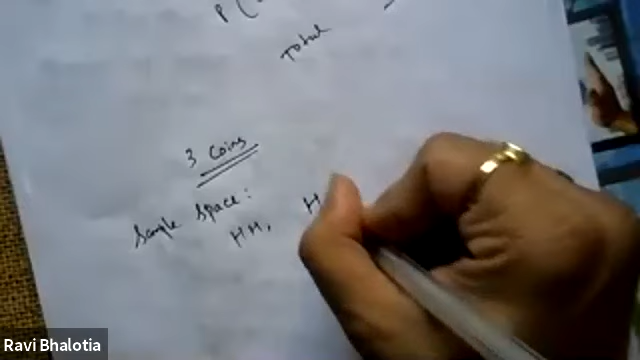 P (
Total
3 Coins
Sample Space:
HH, H
Ravi Bhalotia